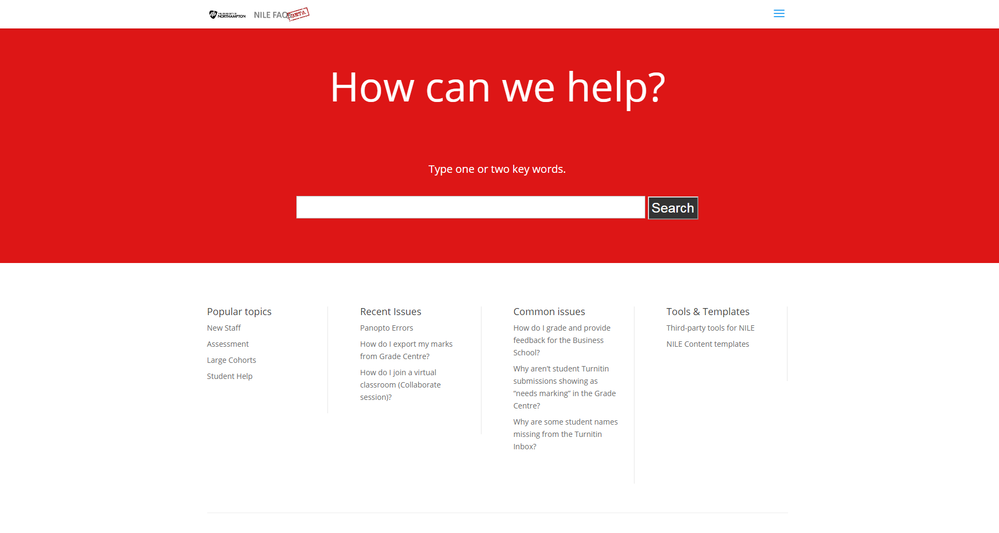 THE UNIVERSITY OF
NORTHAMPTON
NILE FAQ
BETA
How can we help?
Type one or two key words.
Search
Popular topics
New Staff
Assessment
Large Cohorts
Student Help
Recent Issues
Panopto Errors
How do I export my marks
from Grade Centre?
How do I join a virtual
classroom (Collaborate
session)?
Common issues
How do I grade and provide
feedback for the Business
School?
Why aren’t student Turnitin
submissions showing as
“needs marking” in the Grade
Centre?
Why are some student names
missing from the Turnitin
Inbox?
Tools & Templates
Third-party tools for NILE
NILE Content templates